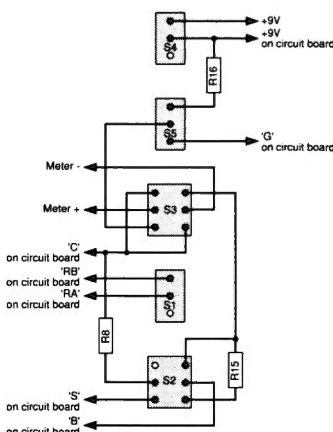 +9V
S4
+9V
on circuit board
R16
S5
'G'
on circuit board
Meter -
Meter +
S3
'C'
on circuit board
'RB'
on circuit board
'RA'
on circuit board
S1
R8
S2
R15
'S'
on circuit board
'B'
on circuit board